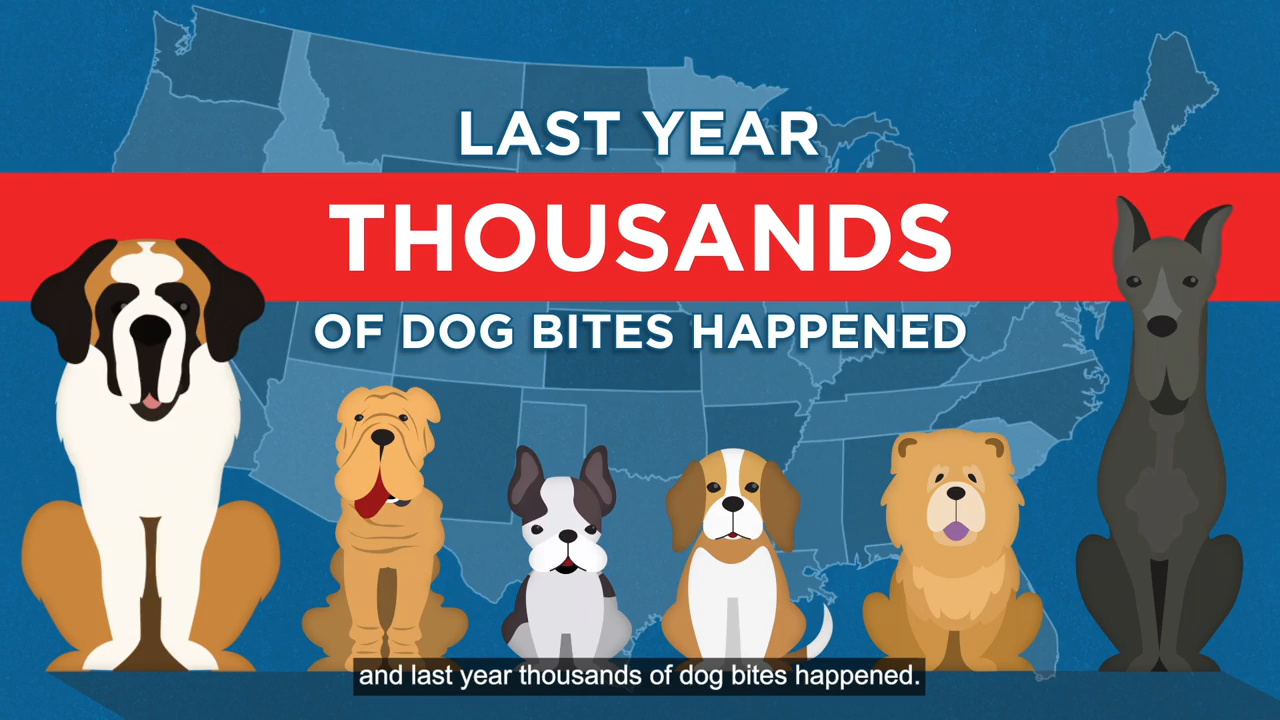 LAST YEAR
THOUSANDS
OF DOG BITES HAPPENED
and last year thousands of dog bites happened.